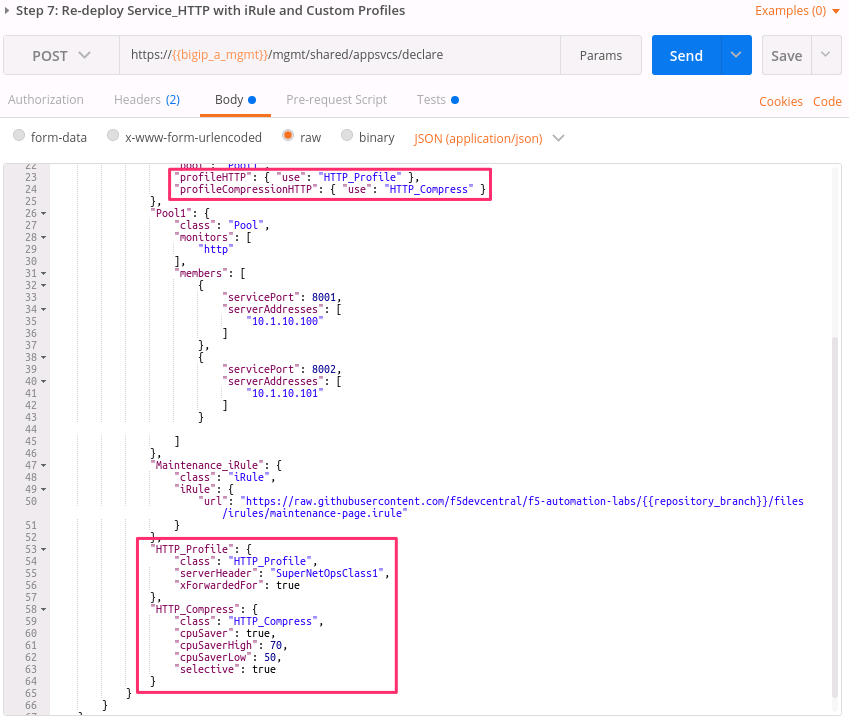 Step 7: Re-deploy Service_HTTP with iRule and Custom Profiles
Examples (0)
POST
https://{{bigip_a_mgmt}}/mgmt/shared/appsvcs/declare
Params
Send
Save
Authorization
Headers (2)
Body
Pre-request Script
Tests
Cookies
Code
form-data
x-www-form-urlencoded
raw
binary
JSON (application/json)
22 "pool": "Pool1",
23 "profileHTTP": { "use": "HTTP_Profile" },
24 "profileCompressionHTTP": { "use": "HTTP_Compress" }
25 },
26 "Pool1": {
27 "class": "Pool",
28 "monitors": [
29 "http"
30 ],
31 "members": [
32 {
33 "servicePort": 8001,
34 "serverAddresses": [
35 "10.1.10.100"
36 ]
37 },
38 {
39 "servicePort": 8002,
40 "serverAddresses": [
41 "10.1.10.101"
42 ]
43 }
44
45 ]
46 },
47 "Maintenance_iRule": {
48 "class": "iRule",
49 "iRule": {
50 "url": "https://raw.githubusercontent.com/f5devcentral/f5-automation-labs/{{repository_branch}}/files
/irules/maintenance-page.irule"
51 }
52 },
53 "HTTP_Profile": {
54 "class": "HTTP_Profile",
55 "serverHeader": "SuperNetOpsClass1",
56 "xForwardedFor": true
57 },
58 "HTTP_Compress": {
59 "class": "HTTP_Compress",
60 "cpuSaver": true,
61 "cpuSaverHigh": 70,
62 "cpuSaverLow": 50,
63 "selective": true
64 }
65 }
66 }
67 }